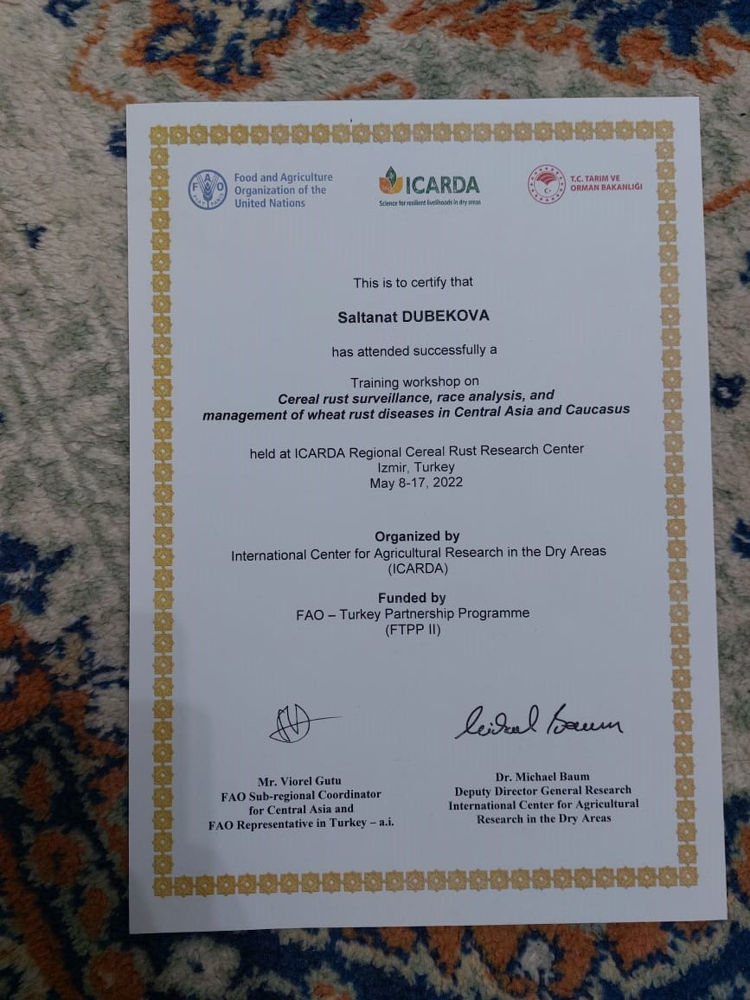 Food and Agriculture
Organization of the
United Nations
F A O
FIAT PANIS
ICARDA
Science for resilient livelihoods in dry areas
T.C. TARIM VE
ORMAN BAKANLIĞI
This is to certify that
Saltanat DUBEKOVA
has attended successfully a
Training workshop on
Cereal rust surveillance, race analysis, and
management of wheat rust diseases in Central Asia and Caucasus
held at ICARDA Regional Cereal Rust Research Center
Izmir, Turkey
May 8-17, 2022
Organized by
International Center for Agricultural Research in the Dry Areas
(ICARDA)
Funded by
FAO – Turkey Partnership Programme
(FTPP II)
Michael Baum
Mr. Viorel Gutu
FAO Sub-regional Coordinator
for Central Asia and
FAO Representative in Turkey – a.i.
Dr. Michael Baum
Deputy Director General Research
International Center for Agricultural
Research in the Dry Areas